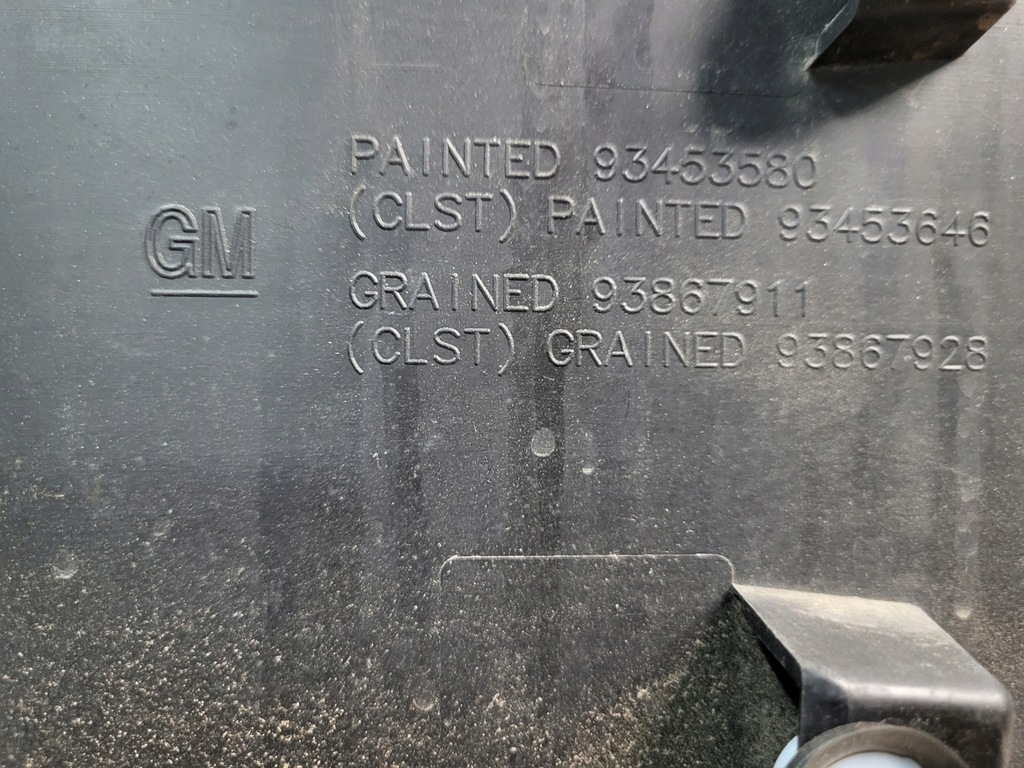 GM
PAINTED 93453580
(CLST) PAINTED 93453646
GRAINED 93867911
(CLST) GRAINED 93867928